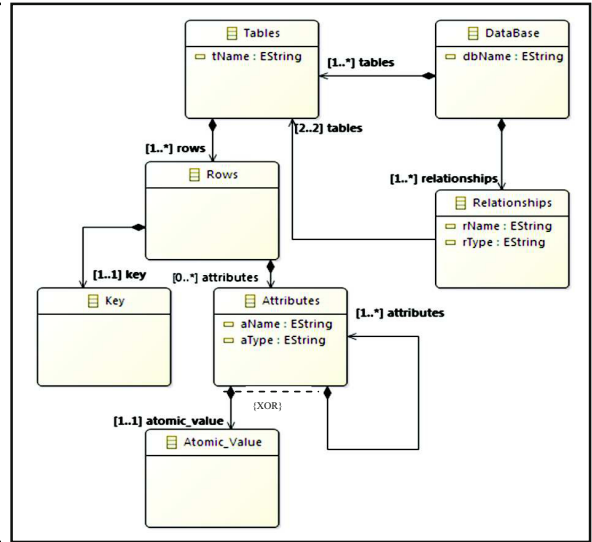 Tables
tName : EString
DataBase
dbName : EString
[1..*] tables
[2..2] tables
[1..*] rows
[1..*] relationships
Rows
Relationships
rName : EString
rType : EString
[1..1] key
[0..*] attributes
Key
Attributes
aName : EString
aType : EString
[1..*] attributes
{XOR}
[1..1] atomic_value
Atomic_Value